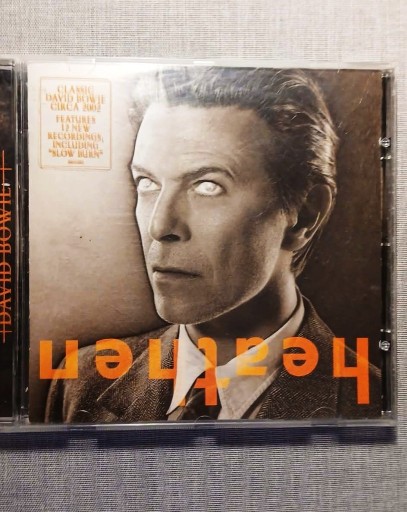 CLASSIC
DAVID BOWIE
CIRCA 2002
FEATURES
12 NEW
RECORDINGS,
INCLUDING
"SLOW BURN"
DAVID BOWIE
heathen